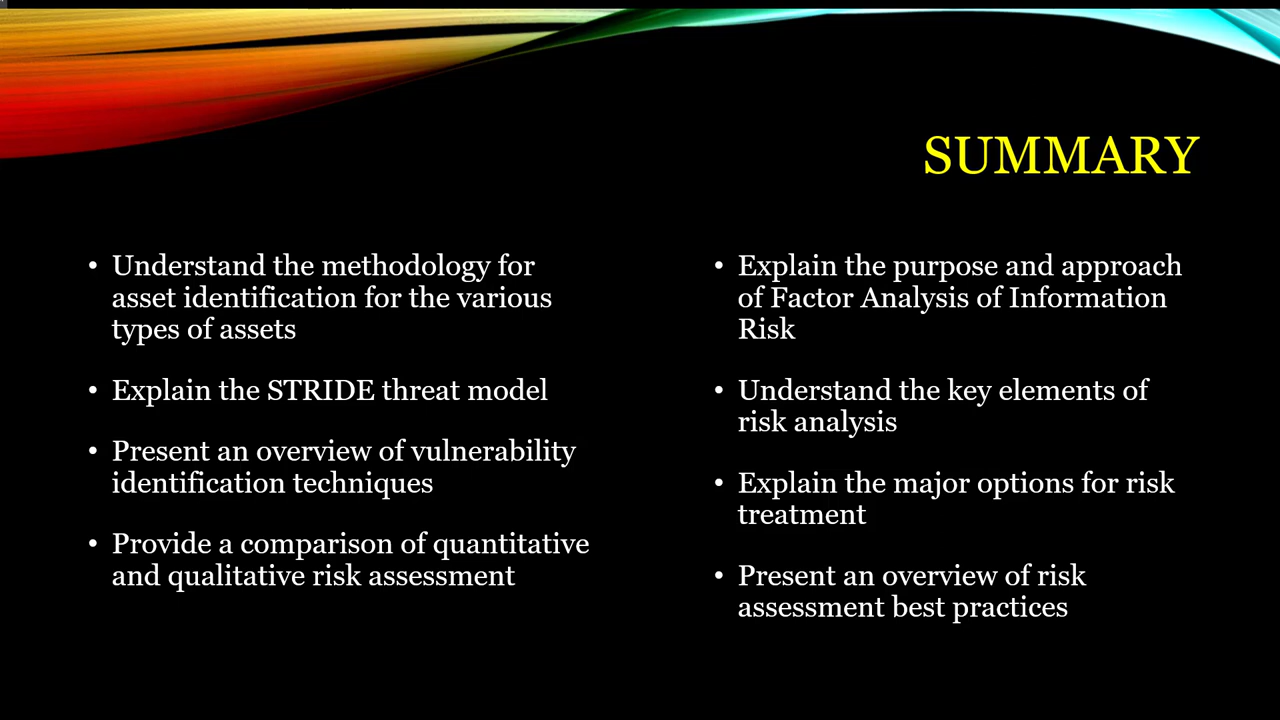 SUMMARY
• Understand the methodology for
asset identification for the various
types of assets
• Explain the STRIDE threat model
• Present an overview of vulnerability
identification techniques
• Provide a comparison of quantitative
and qualitative risk assessment
• Explain the purpose and approach
of Factor Analysis of Information
Risk
• Understand the key elements of
risk analysis
• Explain the major options for risk
treatment
• Present an overview of risk
assessment best practices